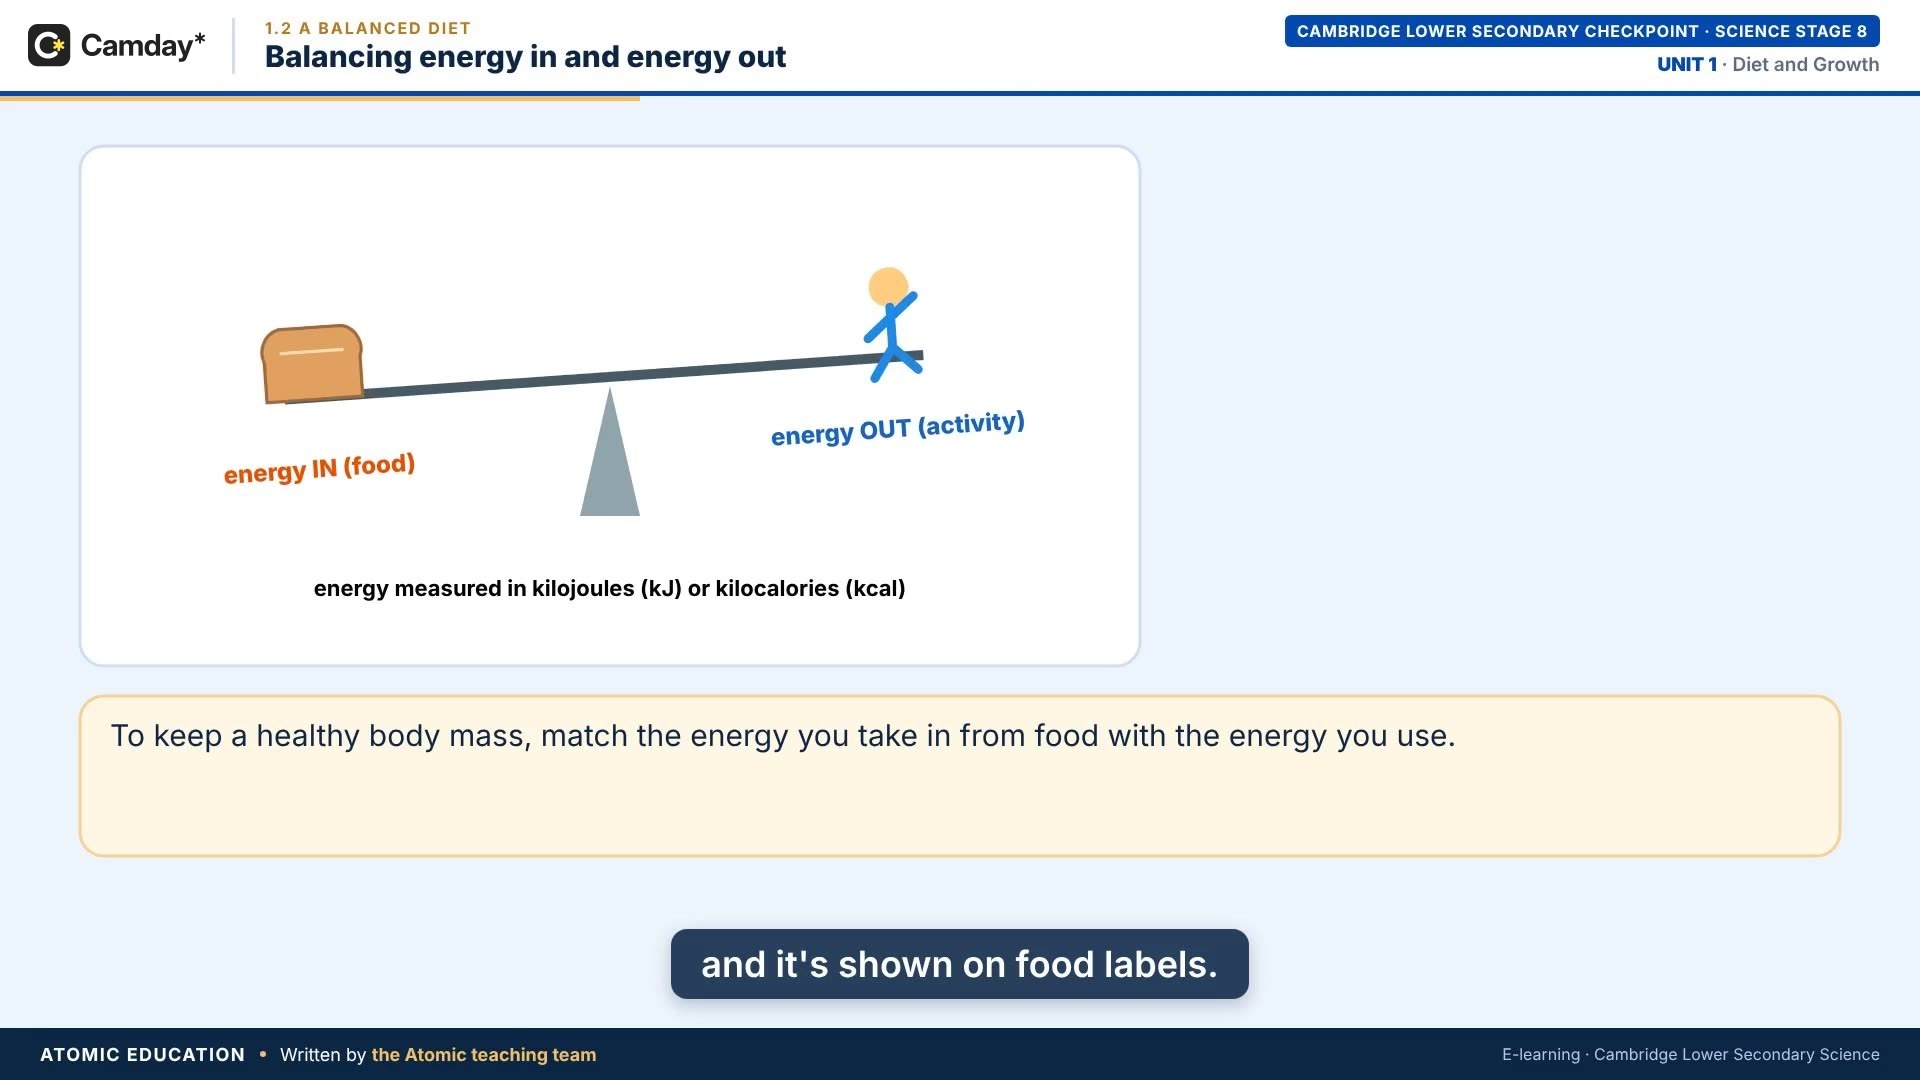 Camday*
1.2 A BALANCED DIET
Balancing energy in and energy out
CAMBRIDGE LOWER SECONDARY CHECKPOINT · SCIENCE STAGE 8
UNIT 1 · Diet and Growth
energy IN (food)
energy OUT (activity)
energy measured in kilojoules (kJ) or kilocalories (kcal)
To keep a healthy body mass, match the energy you take in from food with the energy you use.
and it's shown on food labels.
ATOMIC EDUCATION • Written by the Atomic teaching team
E-learning · Cambridge Lower Secondary Science